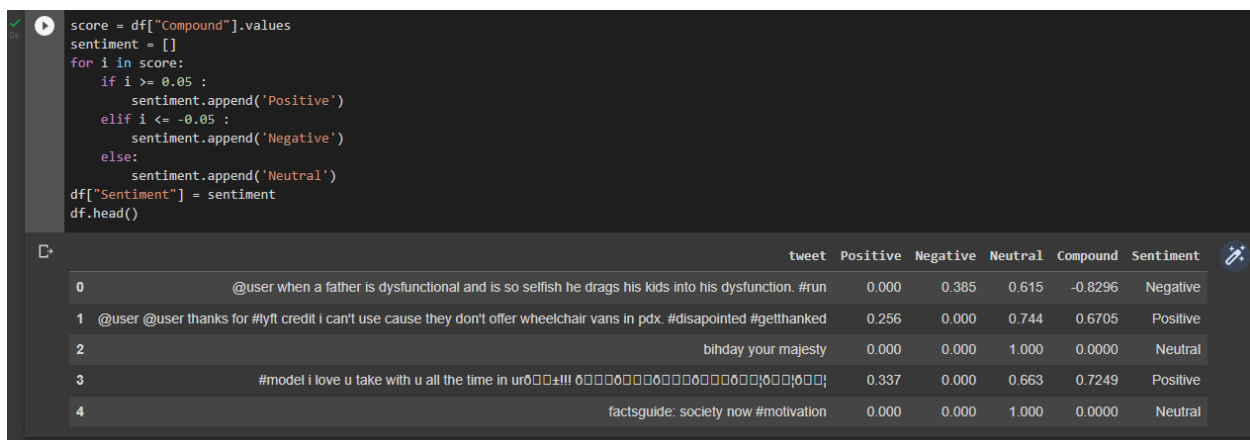 score = df["Compound"].values
sentiment = []
for i in score:
    if i >= 0.05 :
        sentiment.append('Positive')
    elif i <= -0.05 :
        sentiment.append('Negative')
    else:
        sentiment.append('Neutral')
df["Sentiment"] = sentiment
df.head()
0s
tweet Positive Negative Neutral Compound Sentiment
0 @user when a father is dysfunctional and is so selfish he drags his kids into his dysfunction. #run 0.000 0.385 0.615 -0.8296 Negative
1 @user @user thanks for #lyft credit i can't use cause they don't offer wheelchair vans in pdx. #disapointed #getthanked 0.256 0.000 0.744 0.6705 Positive
2 bihday your majesty 0.000 0.000 1.000 0.0000 Neutral
3 #model i love u take with u all the time in urð□□±!!! ð□□□ð□□□ð□□□ð□□□ð□□¦ð□□¦ð□□¦ 0.337 0.000 0.663 0.7249 Positive
4 factsguide: society now #motivation 0.000 0.000 1.000 0.0000 Neutral